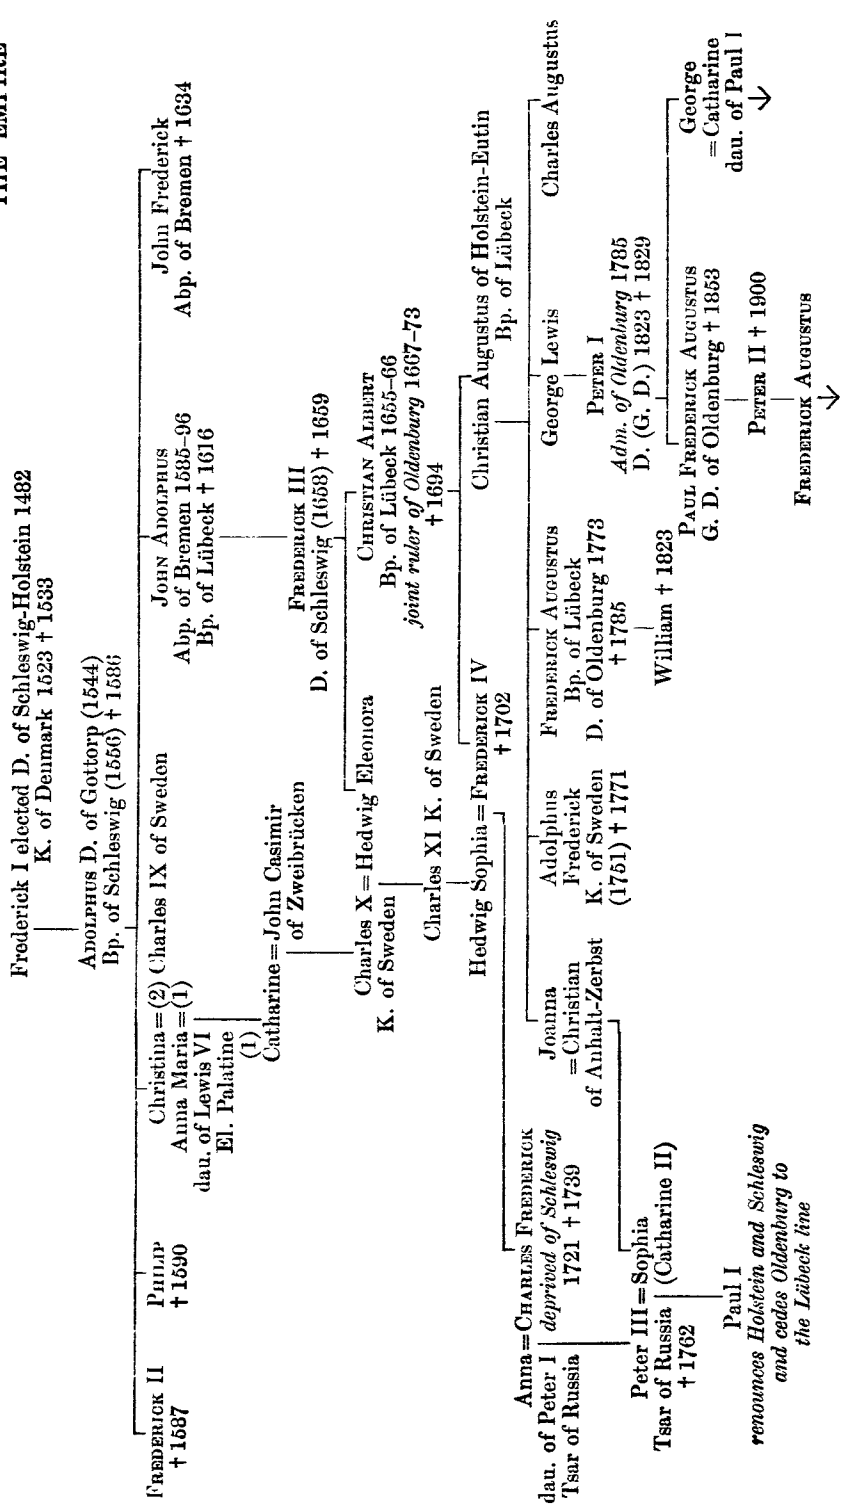 THE EMPIRE
Frederick I elected D. of Schleswig-Holstein 1482
K. of Denmark 1523 † 1533
ADOLPHUS D. of Gottorp (1544)
Bp. of Schleswig (1556) † 1586
FREDERICK II
† 1587
PHILIP
† 1590
Christina = (2) Charles IX of Sweden
Anna Maria = (1)
dau. of Lewis VI
El. Palatine
JOHN ADOLPHUS
Abp. of Bremen 1585–96
Bp. of Lübeck † 1616
John Frederick
Abp. of Bremen † 1634
(1)
Catharine = John Casimir
of Zweibrücken
FREDERICK III
D. of Schleswig (1658) † 1659
Charles X = Hedwig Eleonora
K. of Sweden
CHRISTIAN ALBERT
Bp. of Lübeck 1655–66
joint ruler of Oldenburg 1667–73
† 1694
Charles XI K. of Sweden
Hedwig Sophia = FREDERICK IV
† 1702
Christian Augustus of Holstein-Eutin
Bp. of Lübeck
Anna = CHARLES FREDERICK
dau. of Peter I
Tsar of Russia
deprived of Schleswig
1721 † 1739
Joanna
= Christian
of Anhalt-Zerbst
Adolphus
Frederick
K. of Sweden
(1751) † 1771
FREDERICK AUGUSTUS
Bp. of Lübeck
D. of Oldenburg 1773
† 1785
George Lewis
Charles Augustus
PETER I
Adm. of Oldenburg 1785
D. (G. D.) 1823 † 1829
Peter III = Sophia
Tsar of Russia
† 1762
(Catharine II)
William † 1823
PAUL FREDERICK AUGUSTUS
G. D. of Oldenburg † 1853
George
= Catharine
dau. of Paul I
Paul I
renounces Holstein and Schleswig
and cedes Oldenburg to
the Lübeck line
PETER II † 1900
FREDERICK AUGUSTUS